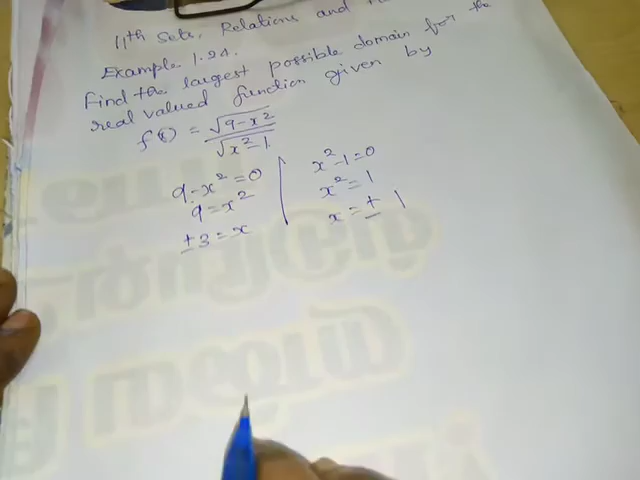 11th Sets, Relations and
Example 1.24.
Find the largest possible domain for the
real valued function given by
f(x) = √9-x² / √x²-1
9-x²=0 x²-1=0
9=x² x²=1
±3=x x=±1